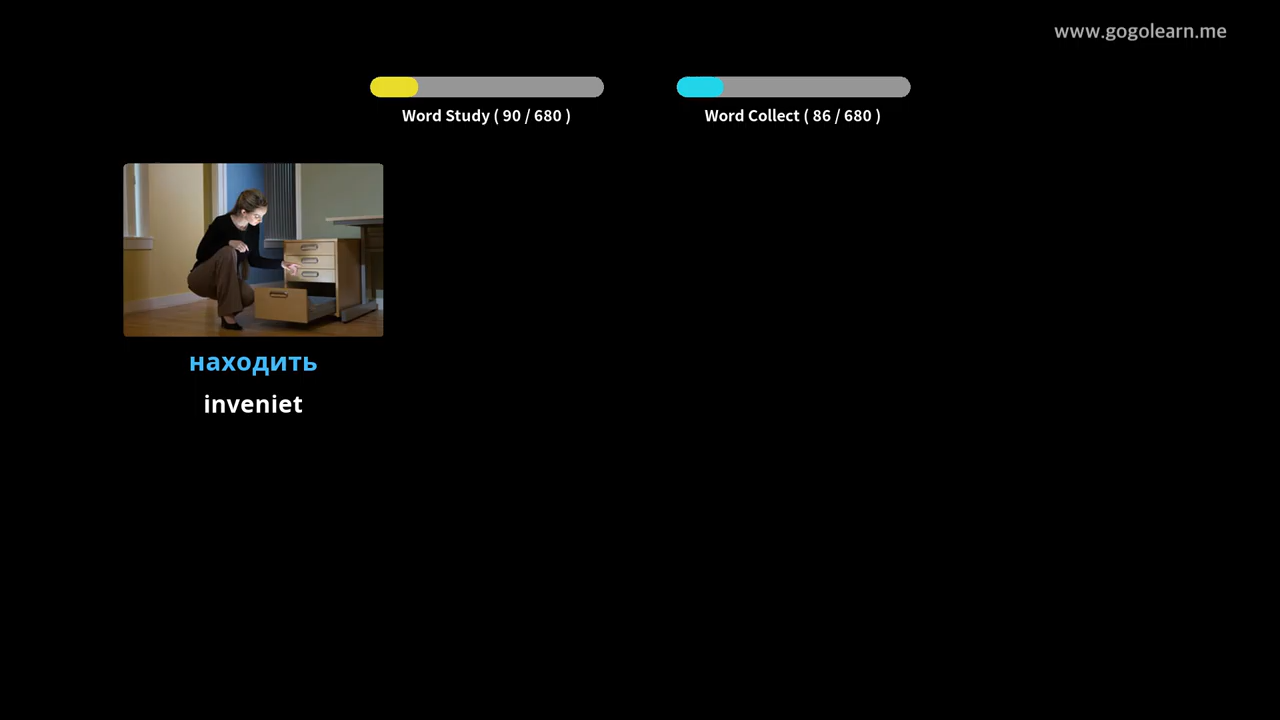 www.gogolearn.me
Word Study ( 90 / 680 )
Word Collect ( 86 / 680 )
находить
inveniet